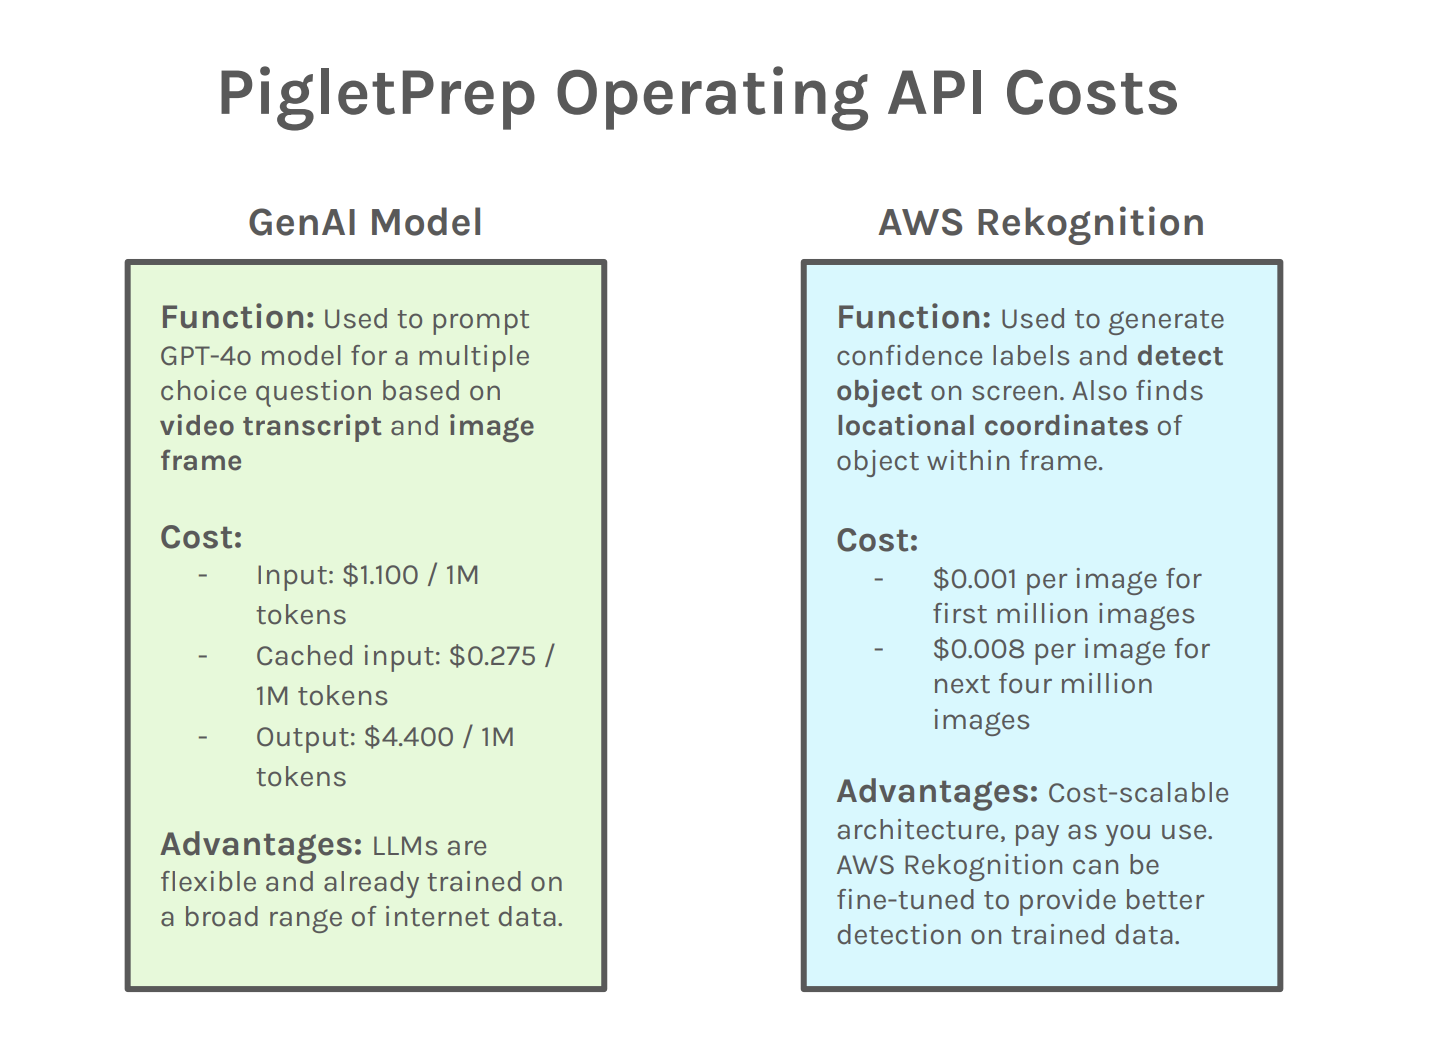 PigletPrep Operating API Costs
GenAI Model
Function: Used to prompt
GPT-4o model for a multiple
choice question based on
video transcript and image
frame
Cost:
- Input: $1.100 / 1M
tokens
- Cached input: $0.275 /
1M tokens
- Output: $4.400 / 1M
tokens
Advantages: LLMs are
flexible and already trained on
a broad range of internet data.
AWS Rekognition
Function: Used to generate
confidence labels and detect
object on screen. Also finds
locational coordinates of
object within frame.
Cost:
- $0.001 per image for
first million images
- $0.008 per image for
next four million
images
Advantages: Cost-scalable
architecture, pay as you use.
AWS Rekognition can be
fine-tuned to provide better
detection on trained data.